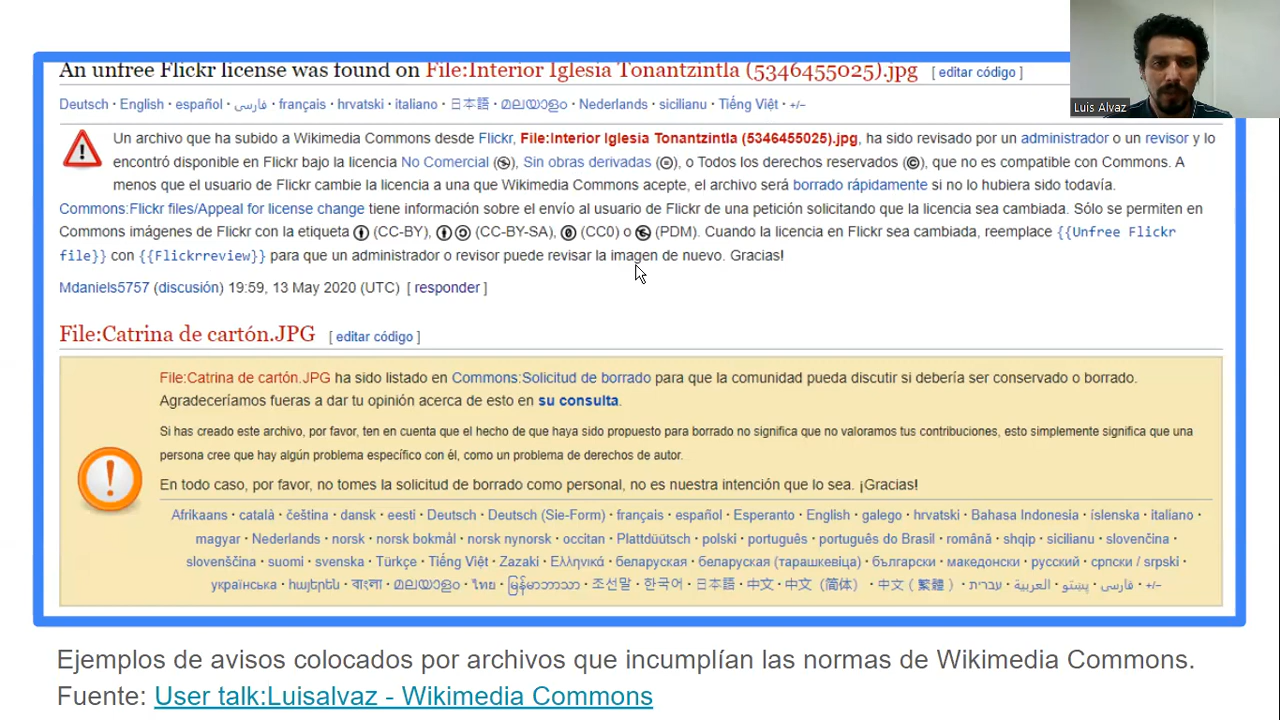 An unfree Flickr license was found on File:Interior Iglesia Tonantzintla (5346455025).jpg [ editar código ]
Deutsch · English · español · فارسی · français · hrvatski · italiano · 日本語 · മലയാളം · Nederlands · sicilianu · Tiếng Việt · +/−
Un archivo que ha subido a Wikimedia Commons desde Flickr, File:Interior Iglesia Tonantzintla (5346455025).jpg, ha sido revisado por un administrador o un revisor y lo
encontró disponible en Flickr bajo la licencia No Comercial, Sin obras derivadas, o Todos los derechos reservados, que no es compatible con Commons. A
menos que el usuario de Flickr cambie la licencia a una que Wikimedia Commons acepte, el archivo será borrado rápidamente si no lo hubiera sido todavía.
Commons:Flickr files/Appeal for license change tiene información sobre el envío al usuario de Flickr de una petición solicitando que la licencia sea cambiada. Sólo se permiten en
Commons imágenes de Flickr con la etiqueta (CC-BY), (CC-BY-SA), (CC0) o (PDM). Cuando la licencia en Flickr sea cambiada, reemplace {{Unfree Flickr
file}} con {{Flickrreview}} para que un administrador o revisor puede revisar la imagen de nuevo. Gracias!
Mdaniels5757 (discusión) 19:59, 13 May 2020 (UTC) [ responder ]
File:Catrina de cartón.JPG [ editar código ]
File:Catrina de cartón.JPG ha sido listado en Commons:Solicitud de borrado para que la comunidad pueda discutir si debería ser conservado o borrado.
Agradeceríamos fueras a dar tu opinión acerca de esto en su consulta.
Si has creado este archivo, por favor, ten en cuenta que el hecho de que haya sido propuesto para borrado no significa que no valoramos tus contribuciones, esto simplemente significa que una
persona cree que hay algún problema específico con él, como un problema de derechos de autor.
En todo caso, por favor, no tomes la solicitud de borrado como personal, no es nuestra intención que lo sea. ¡Gracias!
Afrikaans · català · čeština · dansk · eesti · Deutsch · Deutsch (Sie-Form) · français · español · Esperanto · English · galego · hrvatski · Bahasa Indonesia · íslenska · italiano ·
magyar · Nederlands · norsk · norsk bokmål · norsk nynorsk · occitan · Plattdüütsch · polski · português · português do Brasil · română · shqip · sicilianu · slovenčina ·
slovenščina · suomi · svenska · Türkçe · Tiếng Việt · Zazaki · Ελληνικά · беларуская · беларуская (тарашкевіца) · български · македонски · русский · српски / srpski ·
українська · հայերեն · বাংলা · മലയാളം · ไทย · မြန်မာဘာသာ · 조선말 · 한국어 · 日本語 · 中文 · 中文（简体） · 中文（繁體） · עברית · العربية · پښتو · فارسی · +/−
Ejemplos de avisos colocados por archivos que incumplían las normas de Wikimedia Commons.
Fuente: User talk:Luisalvaz - Wikimedia Commons
Luis Alvaz